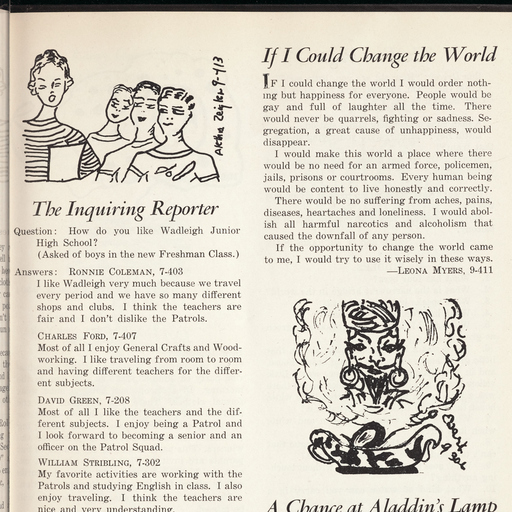 Aletha Zeigler 9-413
The Inquiring Reporter
Question: How do you like Wadleigh Junior
High School?
(Asked of boys in the new Freshman Class.)
Answers: RONNIE COLEMAN, 7-403
I like Wadleigh very much because we travel
every period and we have so many different
shops and clubs. I think the teachers are
fair and I don't dislike the Patrols.
CHARLES FORD, 7-407
Most of all I enjoy General Crafts and Wood-
working. I like traveling from room to room
and having different teachers for the differ-
ent subjects.
DAVID GREEN, 7-208
Most of all I like the teachers and the dif-
ferent subjects. I enjoy being a Patrol and
I look forward to becoming a senior and an
officer on the Patrol Squad.
WILLIAM STRIBLING, 7-302
My favorite activities are working with the
Patrols and studying English in class. I also
enjoy traveling. I think the teachers are
nice and very understanding.
If I Could Change the World
IF I could change the world I would order noth-
ing but happiness for everyone. People would be
gay and full of laughter all the time. There
would never be quarrels, fighting or sadness. Se-
gregation, a great cause of unhappiness, would
disappear.
I would make this world a place where there
would be no need for an armed force, policemen,
jails, prisons or courtrooms. Every human being
would be content to live honestly and correctly.
There would be no suffering from aches, pains,
diseases, heartaches and loneliness. I would abol-
ish all harmful narcotics and alcoholism that
caused the downfall of any person.
If the opportunity to change the world came
to me, I would try to use it wisely in these ways.
—LEONA MYERS, 9-411
A Chance at Aladdin's Lamp